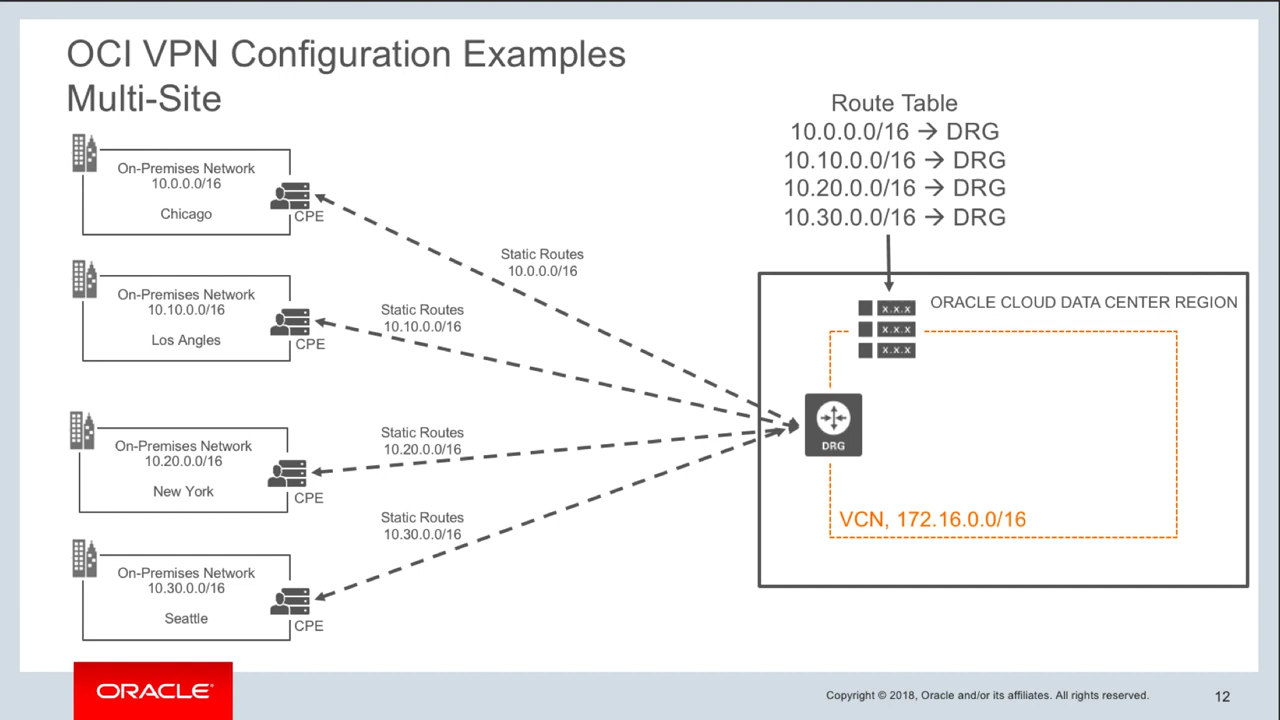 OCI VPN Configuration Examples
Multi-Site
Route Table
10.0.0.0/16 → DRG
10.10.0.0/16 → DRG
10.20.0.0/16 → DRG
10.30.0.0/16 → DRG
On-Premises Network
10.0.0.0/16
Chicago
CPE
Static Routes
10.0.0.0/16
On-Premises Network
10.10.0.0/16
Los Angles
CPE
Static Routes
10.10.0.0/16
On-Premises Network
10.20.0.0/16
New York
CPE
Static Routes
10.20.0.0/16
On-Premises Network
10.30.0.0/16
Seattle
CPE
Static Routes
10.30.0.0/16
ORACLE CLOUD DATA CENTER REGION
x.x.x
x.x.x
x.x.x
DRG
VCN, 172.16.0.0/16
ORACLE®
Copyright © 2018, Oracle and/or its affiliates. All rights reserved.
12